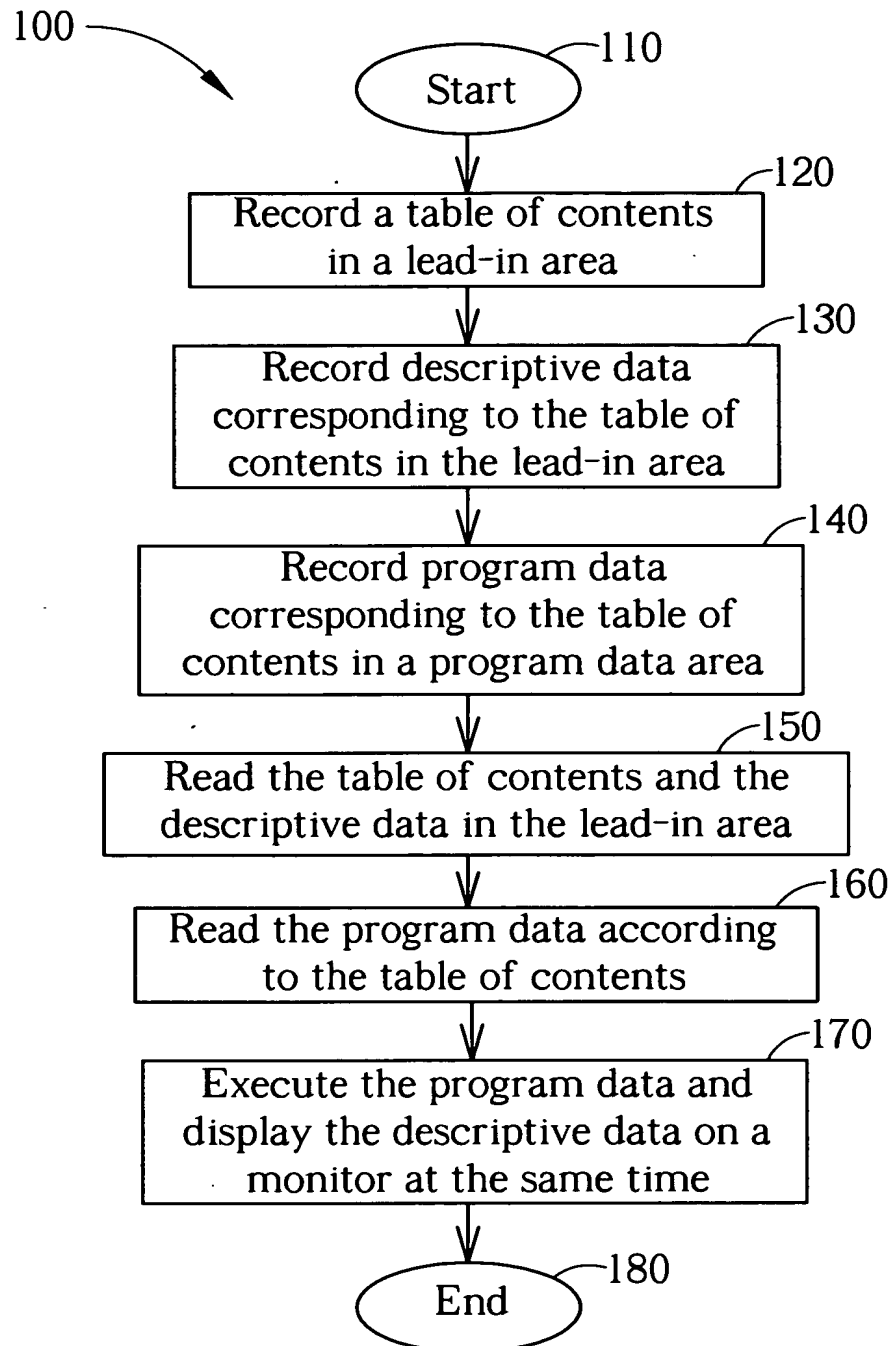 100
110
Start
120
Record a table of contents
in a lead-in area
130
Record descriptive data
corresponding to the table of
contents in the lead-in area
140
Record program data
corresponding to the table of
contents in a program data area
150
Read the table of contents and the
descriptive data in the lead-in area
160
Read the program data according
to the table of contents
170
Execute the program data and
display the descriptive data on a
monitor at the same time
180
End